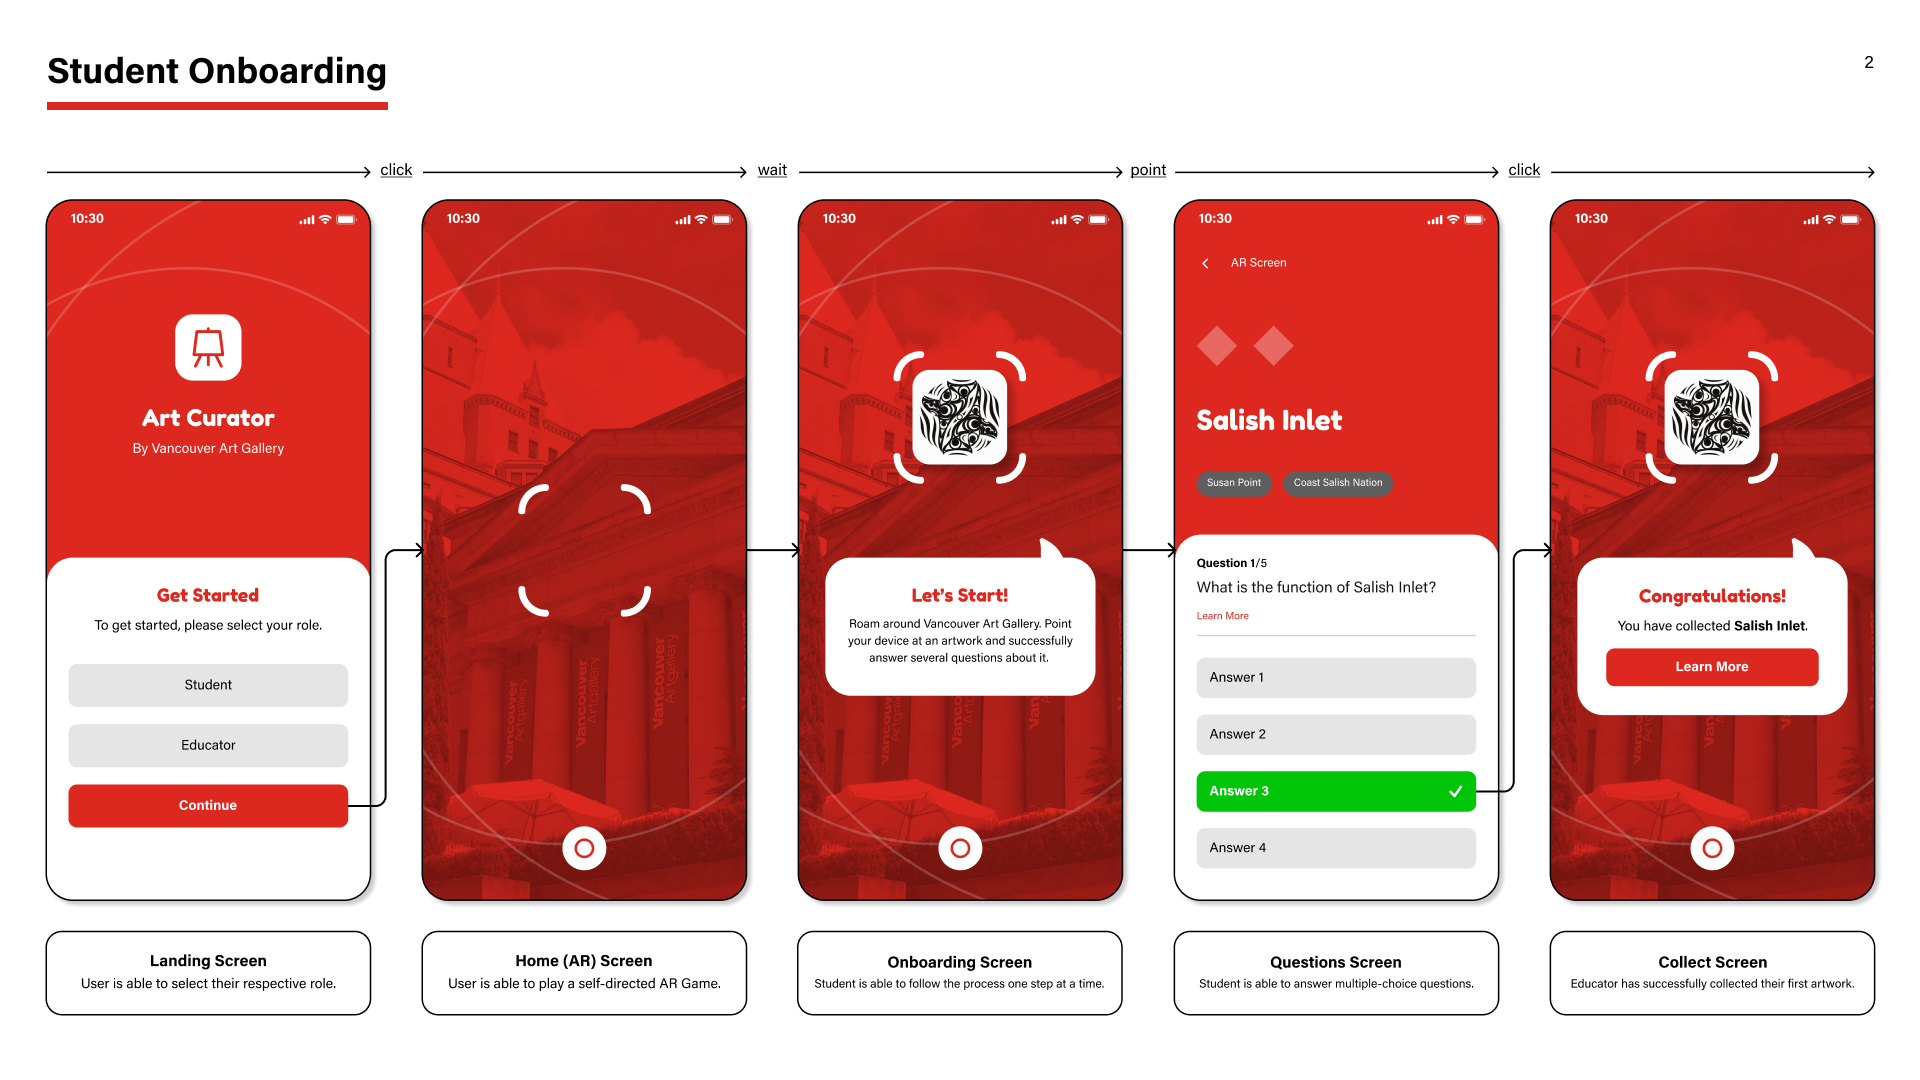 Student Onboarding
2
click
wait
point
click
10:30
Art Curator
By Vancouver Art Gallery
Get Started
To get started, please select your role.
Student
Educator
Continue
Landing Screen
User is able to select their respective role.
10:30
Vancouver
Artgallery
Vancouver
Artgallery
Vancouver
Artgallery
Home (AR) Screen
User is able to play a self-directed AR Game.
10:30
Let's Start!
Roam around Vancouver Art Gallery. Point
your device at an artwork and successfully
answer several questions about it.
Onboarding Screen
Student is able to follow the process one step at a time.
10:30
AR Screen
Salish Inlet
Susan Point
Coast Salish Nation
Question 1/5
What is the function of Salish Inlet?
Learn More
Answer 1
Answer 2
Answer 3
Answer 4
Questions Screen
Student is able to answer multiple-choice questions.
10:30
Congratulations!
You have collected Salish Inlet.
Learn More
Collect Screen
Educator has successfully collected their first artwork.